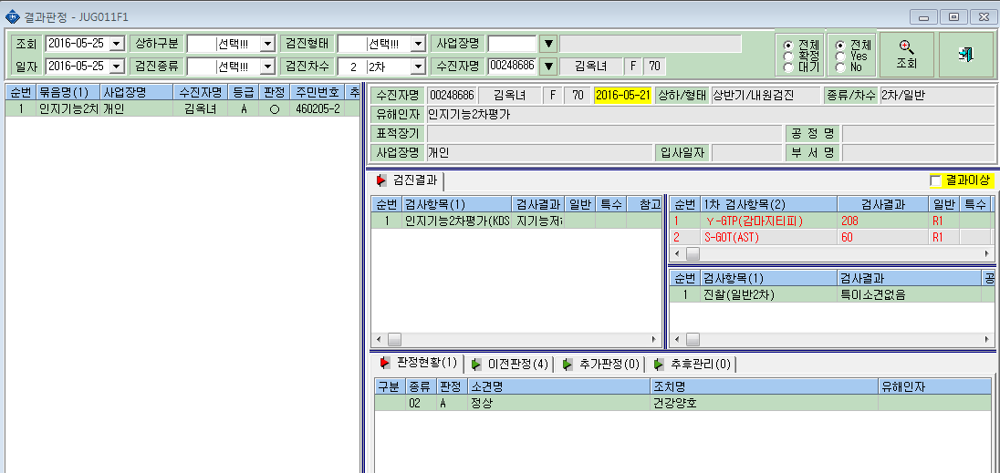 결과판정 - JUG011F1
조회 2016-05-25 상하구분 |선택!!! 검진형태 |선택!!! 사업장명
일자 2016-05-25 검진종류 |선택!!! 검진차수 2 |2차 수진자명 00248686 김옥녀 F 70
전체 확정 대기
전체 Yes No
조회
순번 묶음명(1) 사업장명 수진자명 등급 판정 주민번호 추
1 인지기능2차 개인 김옥녀 A ○ 460205-2
수진자명 00248686 김옥녀 F 70 2016-05-21 상하/형태 상반기/내원검진 종류/차수 2차/일반
유해인자 인지기능2차평가
표적장기 공 정 명
사업장명 개인 입사일자 부 서 명
검진결과 결과이상
순번 검사항목(1) 검사결과 일반 특수 참고
1 인지기능2차평가(KDS 지기능저하
순번 1차 검사항목(2) 검사결과 일반 특수
1 Υ-GTP(감마지티피) 208 R1
2 S-GOT(AST) 60 R1
순번 검사항목(1) 검사결과 공
1 진찰(일반2차) 특이소견없음
판정현황(1) 이전판정(4) 추가판정(0) 추후관리(0)
구분 종류 판정 소견명 조치명 유해인자
02 A 정상 건강양호